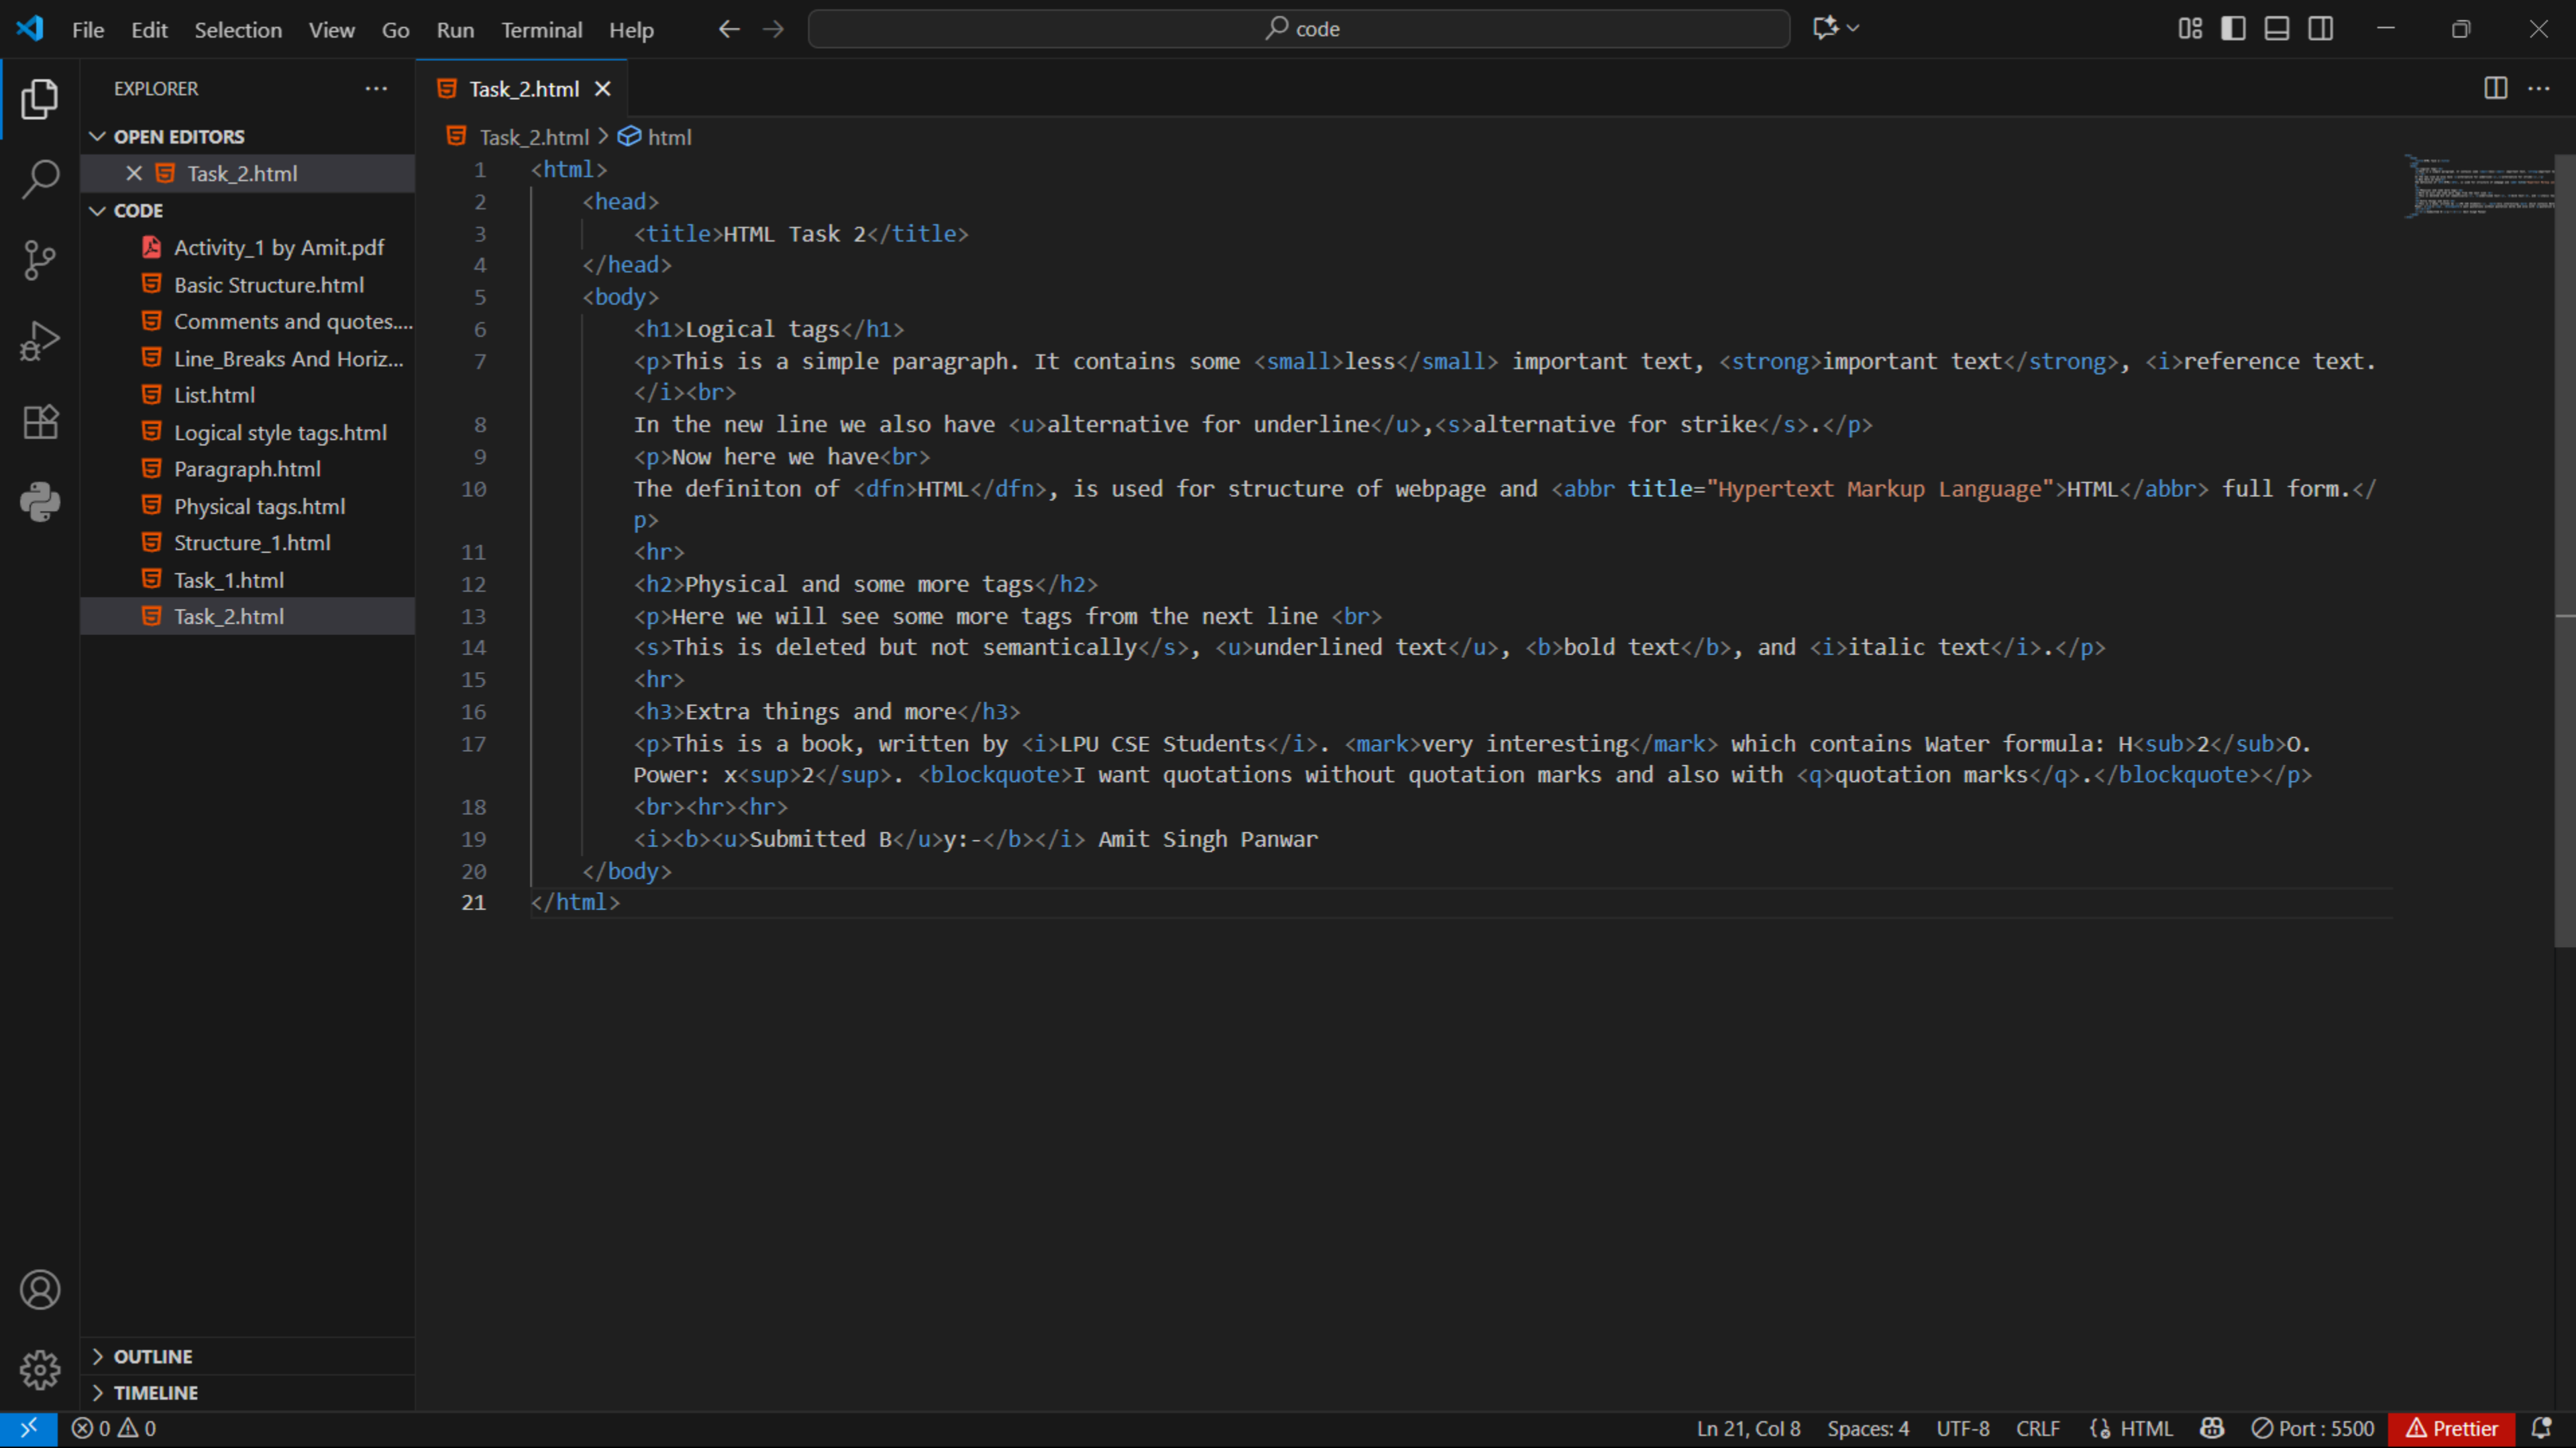 File Edit Selection View Go Run Terminal Help
code
EXPLORER
OPEN EDITORS
Task_2.html
CODE
Activity_1 by Amit.pdf
Basic Structure.html
Comments and quotes....
Line_Breaks And Horiz...
List.html
Logical style tags.html
Paragraph.html
Physical tags.html
Structure_1.html
Task_1.html
Task_2.html
OUTLINE
TIMELINE
Task_2.html
Task_2.html > html
1 <html>
2 <head>
3 <title>HTML Task 2</title>
4 </head>
5 <body>
6 <h1>Logical tags</h1>
7 <p>This is a simple paragraph. It contains some <small>less</small> important text, <strong>important text</strong>, <i>reference text.
</i><br>
8 In the new line we also have <u>alternative for underline</u>,<s>alternative for strike</s>.</p>
9 <p>Now here we have<br>
10 The definiton of <dfn>HTML</dfn>, is used for structure of webpage and <abbr title="Hypertext Markup Language">HTML</abbr> full form.</
p>
11 <hr>
12 <h2>Physical and some more tags</h2>
13 <p>Here we will see some more tags from the next line <br>
14 <s>This is deleted but not semantically</s>, <u>underlined text</u>, <b>bold text</b>, and <i>italic text</i>.</p>
15 <hr>
16 <h3>Extra things and more</h3>
17 <p>This is a book, written by <i>LPU CSE Students</i>. <mark>very interesting</mark> which contains Water formula: H<sub>2</sub>O.
Power: x<sup>2</sup>. <blockquote>I want quotations without quotation marks and also with <q>quotation marks</q>.</blockquote></p>
18 <br><hr><hr>
19 <i><b><u>Submitted B</u>y:-</b></i> Amit Singh Panwar
20 </body>
21 </html>
0 0 Ln 21, Col 8 Spaces: 4 UTF-8 CRLF HTML Port : 5500 Prettier